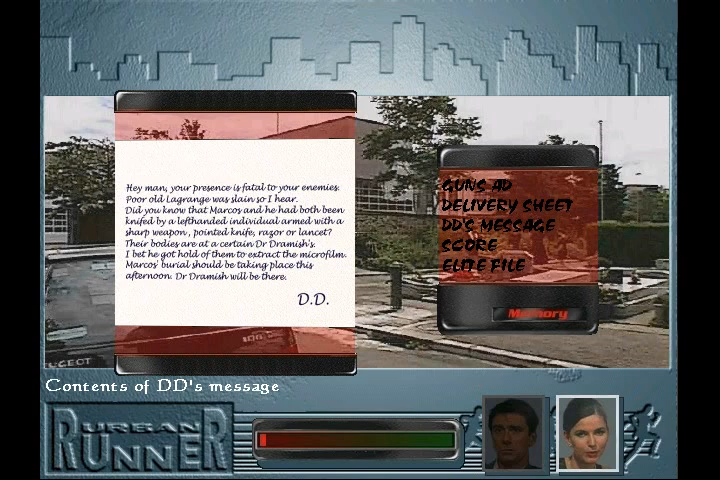 Hey man, your presence is fatal to your enemies.
Poor old Lagrange was slain so I hear.
Did you know that Marcos and he had both been
knifed by a lefthanded individual armed with a
sharp weapon, pointed knife, razor or lancet?
Their bodies are at a certain Dr Dramish's.
I bet he got hold of them to extract the microfilm.
Marcos' burial should be taking place this
afternoon. Dr Dramish will be there.
D.D.
GUNS AD
DELIVERY SHEET
DD'S MESSAGE
SCORE
ELITE FILE
Memory
PEUGEOT
Contents of DD's message
URBAN
RUNNER